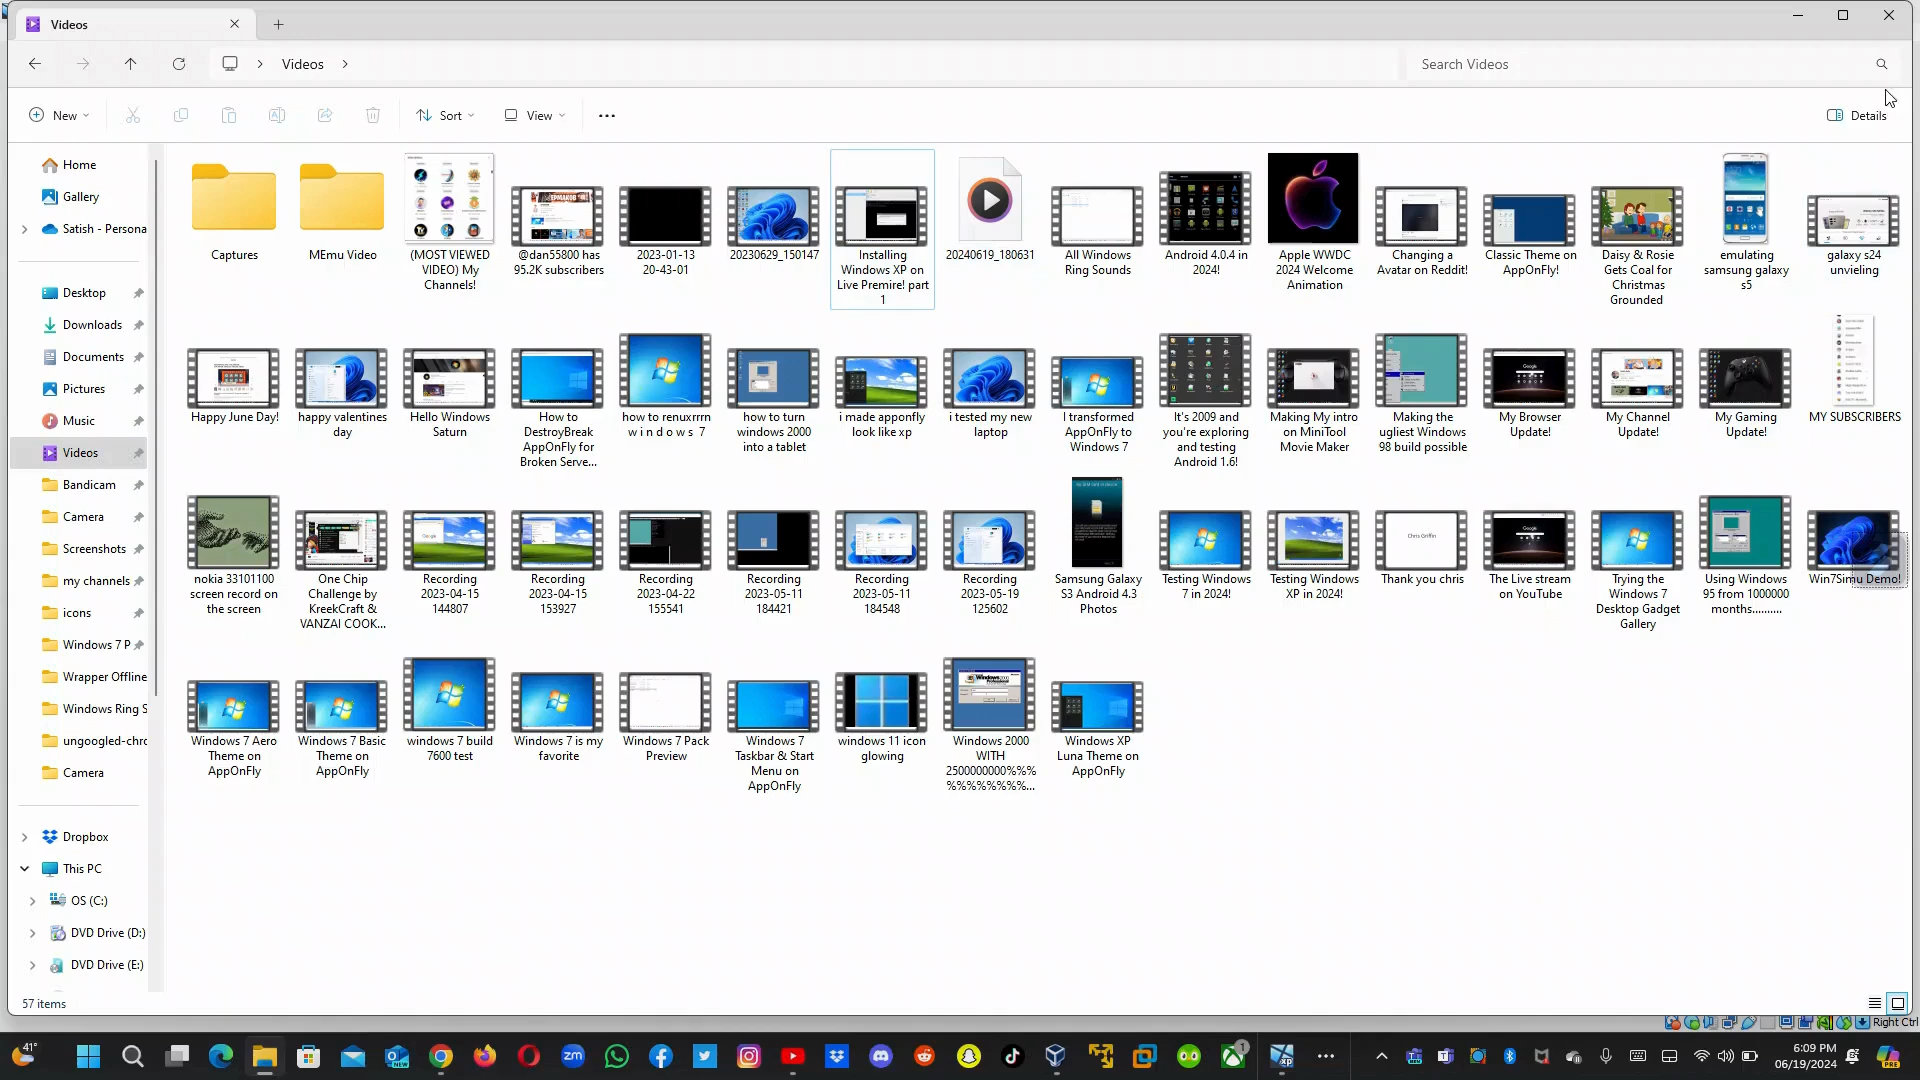 Videos
Videos
Search Videos
New
Sort
View
Details
Home
Gallery
Satish - Persona
Desktop
Downloads
Documents
Pictures
Music
Videos
Bandicam
Camera
Screenshots
my channels
icons
Windows 7 P
Wrapper Offline
Windows Ring S
ungoogled-chro
Camera
Dropbox
This PC
OS (C:)
DVD Drive (D:)
DVD Drive (E:)
Captures
MEmu Video
(MOST VIEWED
VIDEO) My
Channels!
@dan55800 has
95.2K subscribers
2023-01-13
20-43-01
20230629_150147
Installing
Windows XP on
Live Premire! part
1
20240619_180631
All Windows
Ring Sounds
Android 4.0.4 in
2024!
Apple WWDC
2024 Welcome
Animation
Changing a
Avatar on Reddit!
Classic Theme on
AppOnFly!
Daisy & Rosie
Gets Coal for
Christmas
Grounded
emulating
samsung galaxy
s5
galaxy s24
unvieling
Happy June Day!
happy valentines
day
Hello Windows
Saturn
How to
DestroyBreak
AppOnFly for
Broken Serve...
how to renuxrrrn
w i n d o w s 7
how to turn
windows 2000
into a tablet
i made apponfly
look like xp
i tested my new
laptop
I transformed
AppOnFly to
Windows 7
It's 2009 and
you're exploring
and testing
Android 1.6!
Making My intro
on MiniTool
Movie Maker
Making the
ugliest Windows
98 build possible
My Browser
Update!
My Channel
Update!
My Gaming
Update!
MY SUBSCRIBERS
nokia 33101100
screen record on
the screen
One Chip
Challenge by
KreekCraft &
VANZAI COOK...
Recording
2023-04-15
144807
Recording
2023-04-15
153927
Recording
2023-04-22
155541
Recording
2023-05-11
184421
Recording
2023-05-11
184548
Recording
2023-05-19
125602
Samsung Galaxy
S3 Android 4.3
Photos
Testing Windows
7 in 2024!
Testing Windows
XP in 2024!
Chris Griffin
Thank you chris
The Live stream
on YouTube
Trying the
Windows 7
Desktop Gadget
Gallery
Using Windows
95 from 1000000
months..........
Win7Simu Demo!
Windows 7 Aero
Theme on
AppOnFly
Windows 7 Basic
Theme on
AppOnFly
windows 7 build
7600 test
Windows 7 is my
favorite
Windows 7 Pack
Preview
Windows 7
Taskbar & Start
Menu on
AppOnFly
windows 11 icon
glowing
Windows 2000
WITH
2500000000%%%
%%%%%%%%...
Windows XP
Luna Theme on
AppOnFly
57 items
Right Ctrl
41°
NEW
zm
1
xp
6:09 PM
06/19/2024
PRE